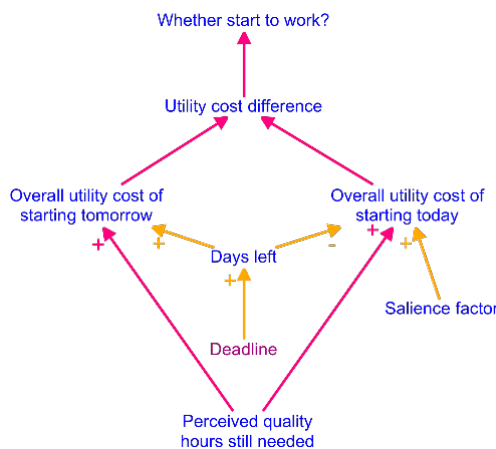 Whether start to work?
Utility cost difference
Overall utility cost of
starting tomorrow
Overall utility cost of
starting today
+
+
+
+
-
Days left
+
Salience factor
Deadline
Perceived quality
hours still needed